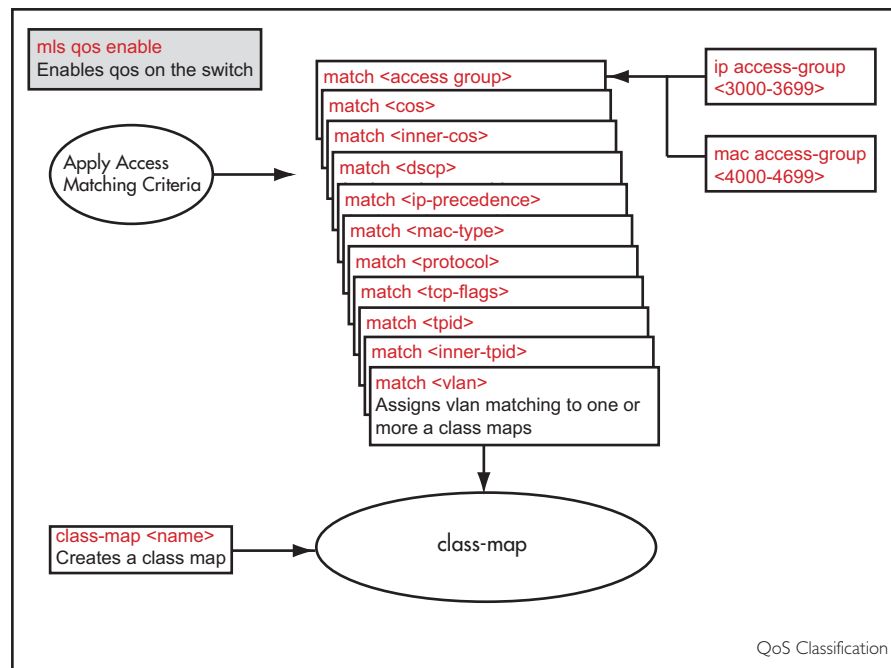 mls qos enable
Enables qos on the switch
match <access group>
match <cos>
match <inner-cos>
match <dscp>
match <ip-precedence>
match <mac-type>
match <protocol>
match <tcp-flags>
match <tpid>
match <inner-tpid>
match <vlan>
Assigns vlan matching to one or
more a class maps
ip access-group
<3000-3699>
mac access-group
<4000-4699>
Apply Access
Matching Criteria
class-map <name>
Creates a class map
class-map
QoS Classification